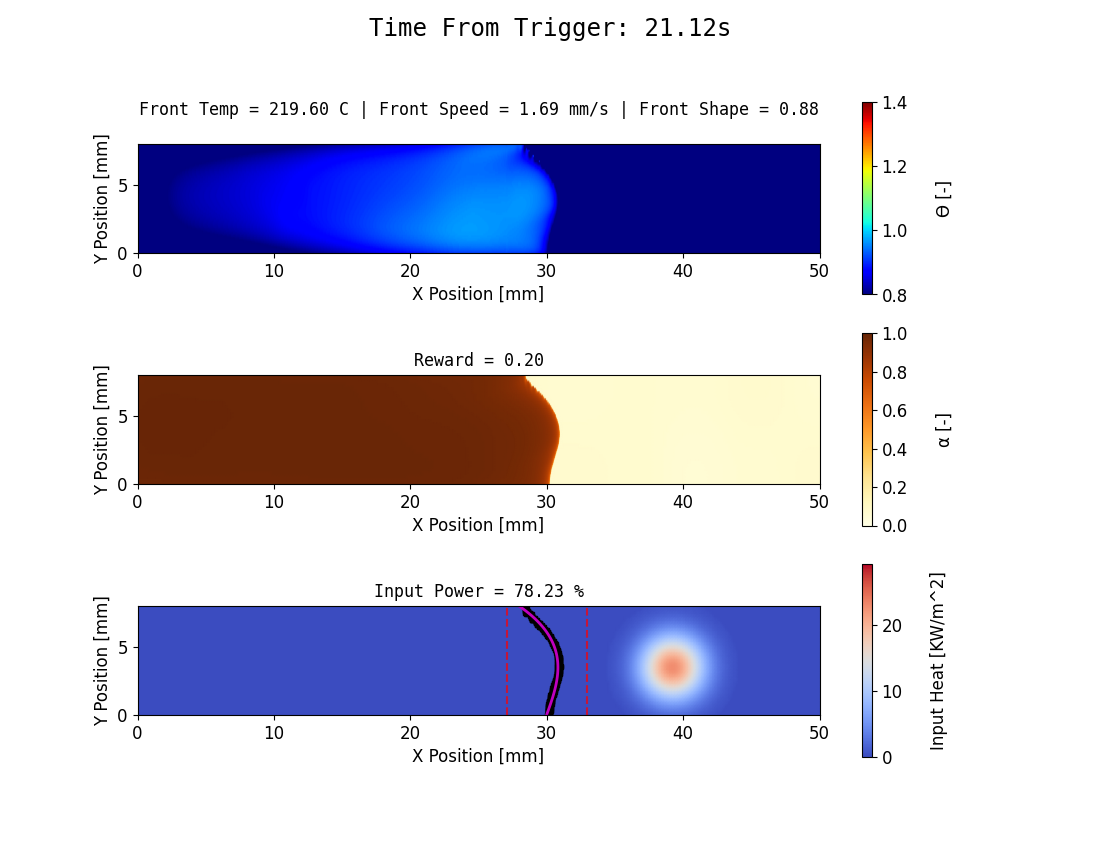 Time From Trigger: 21.12s
Front Temp = 219.60 C | Front Speed = 1.69 mm/s | Front Shape = 0.88
Y Position [mm]
5
0
0 10 20 30 40 50
X Position [mm]
1.4
1.2
1.0
0.8
Θ [-]
Reward = 0.20
Y Position [mm]
5
0
0 10 20 30 40 50
X Position [mm]
1.0
0.8
0.6
0.4
0.2
0.0
α [-]
Input Power = 78.23 %
Y Position [mm]
5
0
0 10 20 30 40 50
X Position [mm]
20
10
0
Input Heat [KW/m^2]